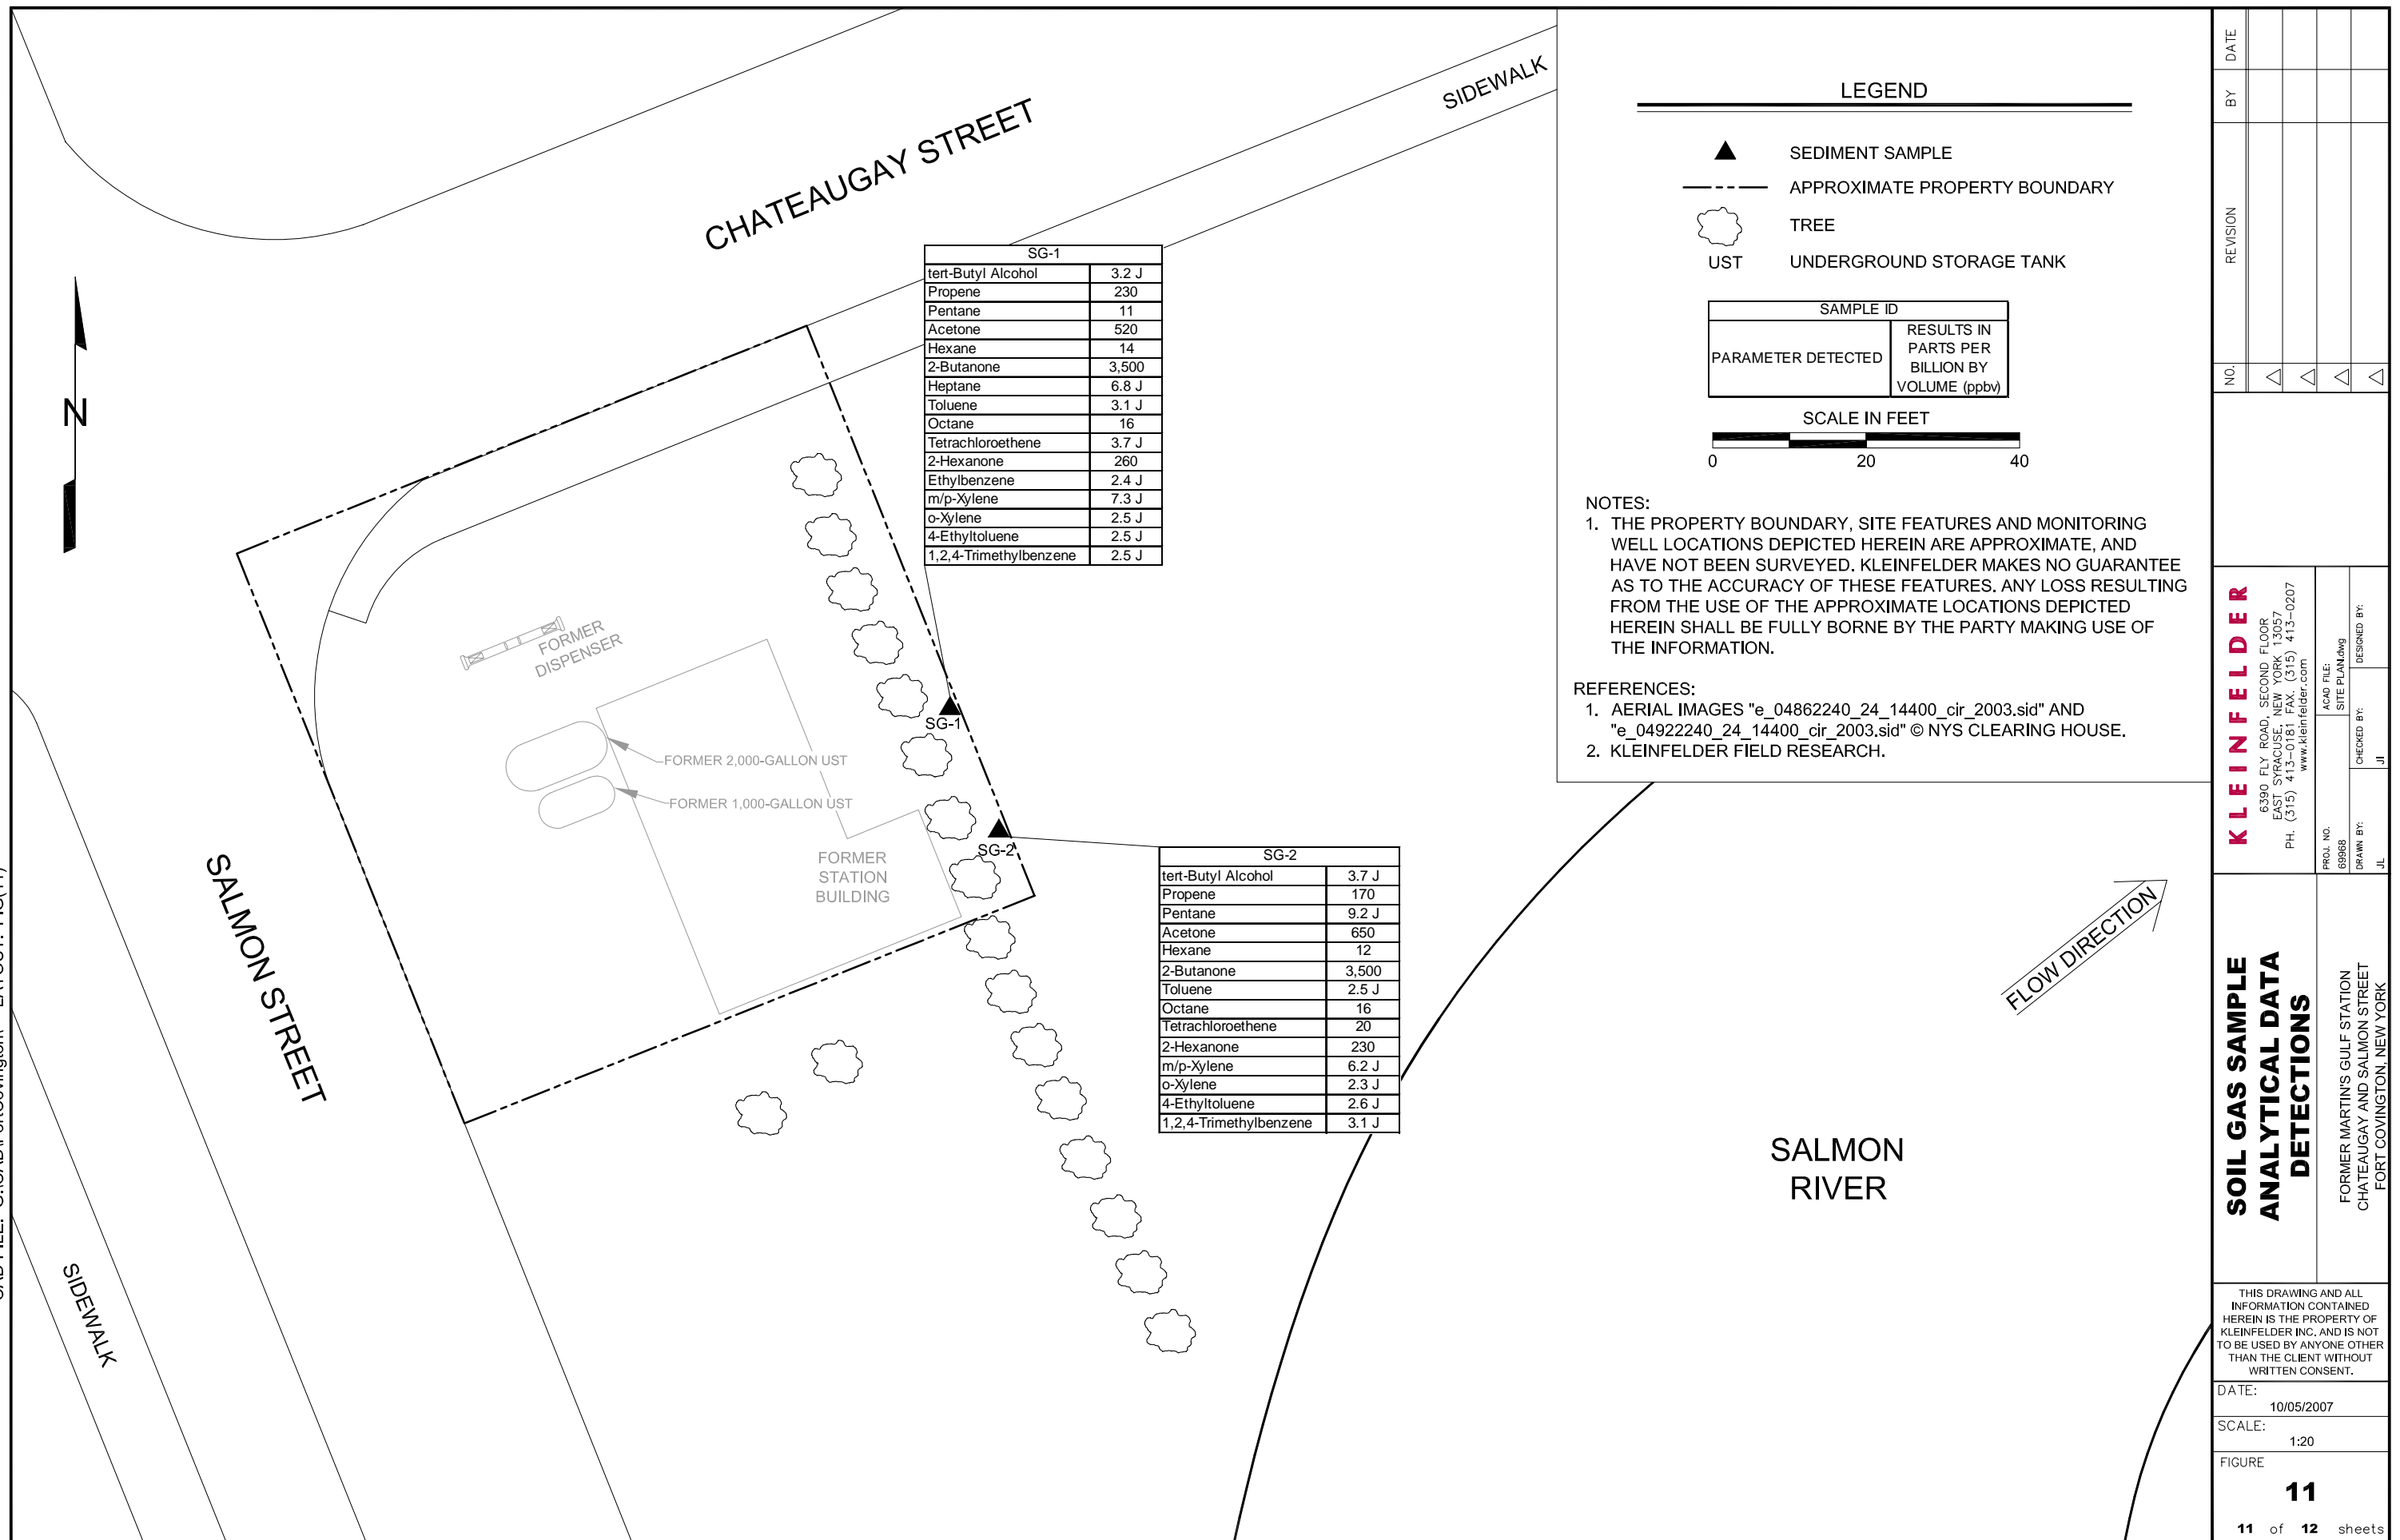 CHATEAUGAY STREET
SIDEWALK
N
SG-1
tert-Butyl Alcohol 3.2 J
Propene 230
Pentane 11
Acetone 520
Hexane 14
2-Butanone 3,500
Heptane 6.8 J
Toluene 3.1 J
Octane 16
Tetrachloroethene 3.7 J
2-Hexanone 260
Ethylbenzene 2.4 J
m/p-Xylene 7.3 J
o-Xylene 2.5 J
4-Ethyltoluene 2.5 J
1,2,4-Trimethylbenzene 2.5 J
FORMER
DISPENSER
SG-1
FORMER 2,000-GALLON UST
FORMER 1,000-GALLON UST
SG-2
FORMER
STATION
BUILDING
SALMON STREET
SIDEWALK
SG-2
tert-Butyl Alcohol 3.7 J
Propene 170
Pentane 9.2 J
Acetone 650
Hexane 12
2-Butanone 3,500
Toluene 2.5 J
Octane 16
Tetrachloroethene 20
2-Hexanone 230
m/p-Xylene 6.2 J
o-Xylene 2.3 J
4-Ethyltoluene 2.6 J
1,2,4-Trimethylbenzene 3.1 J
FLOW DIRECTION
SALMON
RIVER
LEGEND
SEDIMENT SAMPLE
APPROXIMATE PROPERTY BOUNDARY
TREE
UST UNDERGROUND STORAGE TANK
SAMPLE ID
PARAMETER DETECTED
RESULTS IN
PARTS PER
BILLION BY
VOLUME (ppbv)
SCALE IN FEET
0 20 40
NOTES:
1. THE PROPERTY BOUNDARY, SITE FEATURES AND MONITORING
WELL LOCATIONS DEPICTED HEREIN ARE APPROXIMATE, AND
HAVE NOT BEEN SURVEYED. KLEINFELDER MAKES NO GUARANTEE
AS TO THE ACCURACY OF THESE FEATURES. ANY LOSS RESULTING
FROM THE USE OF THE APPROXIMATE LOCATIONS DEPICTED
HEREIN SHALL BE FULLY BORNE BY THE PARTY MAKING USE OF
THE INFORMATION.
REFERENCES:
1. AERIAL IMAGES "e_04862240_24_14400_cir_2003.sid" AND
"e_04922240_24_14400_cir_2003.sid" © NYS CLEARING HOUSE.
2. KLEINFELDER FIELD RESEARCH.
NO. REVISION BY DATE
KLEINFELDER
6390 FLY ROAD, SECOND FLOOR
EAST SYRACUSE, NEW YORK 13057
PH. (315) 413-0181 FAX. (315) 413-0207
www.kleinfelder.com
PROJ. NO.
69968
ACAD FILE:
SITE PLAN.dwg
DRAWN BY:
JL
CHECKED BY:
JI
DESIGNED BY:
SOIL GAS SAMPLE
ANALYTICAL DATA
DETECTIONS
FORMER MARTIN'S GULF STATION
CHATEAUGAY AND SALMON STREET
FORT COVINGTON, NEW YORK
THIS DRAWING AND ALL
INFORMATION CONTAINED
HEREIN IS THE PROPERTY OF
KLEINFELDER INC. AND IS NOT
TO BE USED BY ANYONE OTHER
THAN THE CLIENT WITHOUT
WRITTEN CONSENT.
DATE:
10/05/2007
SCALE:
1:20
FIGURE
11
11 of 12 sheets